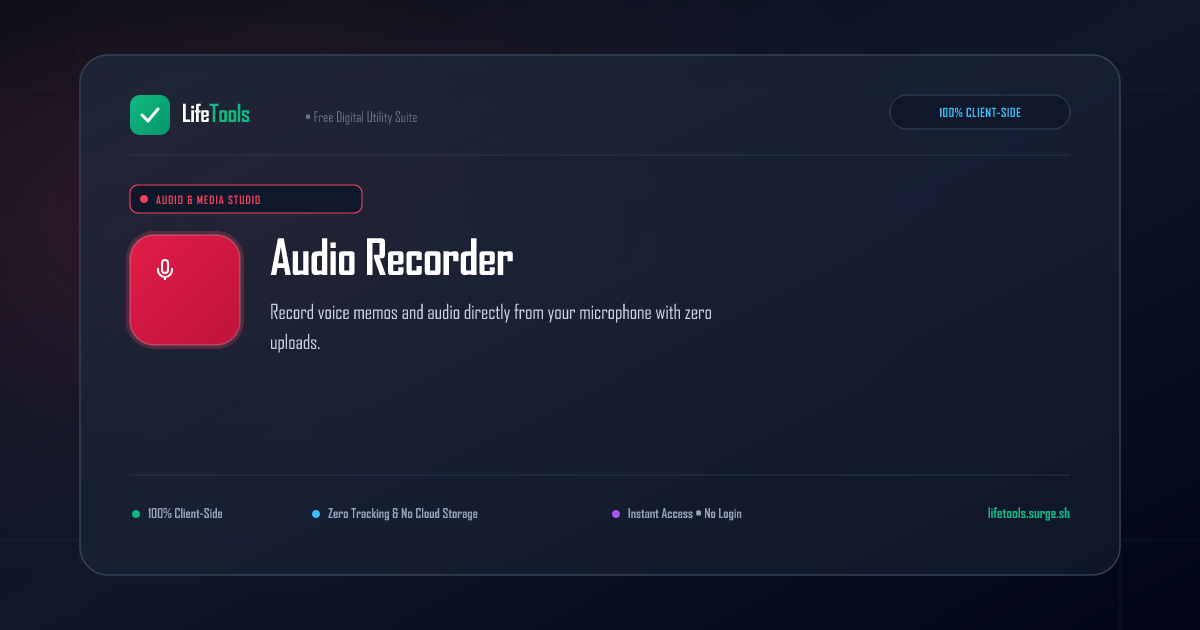 LifeTools
▪ Free Digital Utility Suite
100% CLIENT-SIDE
AUDIO & MEDIA STUDIO
Audio Recorder
Record voice memos and audio directly from your microphone with zero
uploads.
100% Client-Side
Zero Tracking & No Cloud Storage
Instant Access ▪ No Login
lifetools.surge.sh